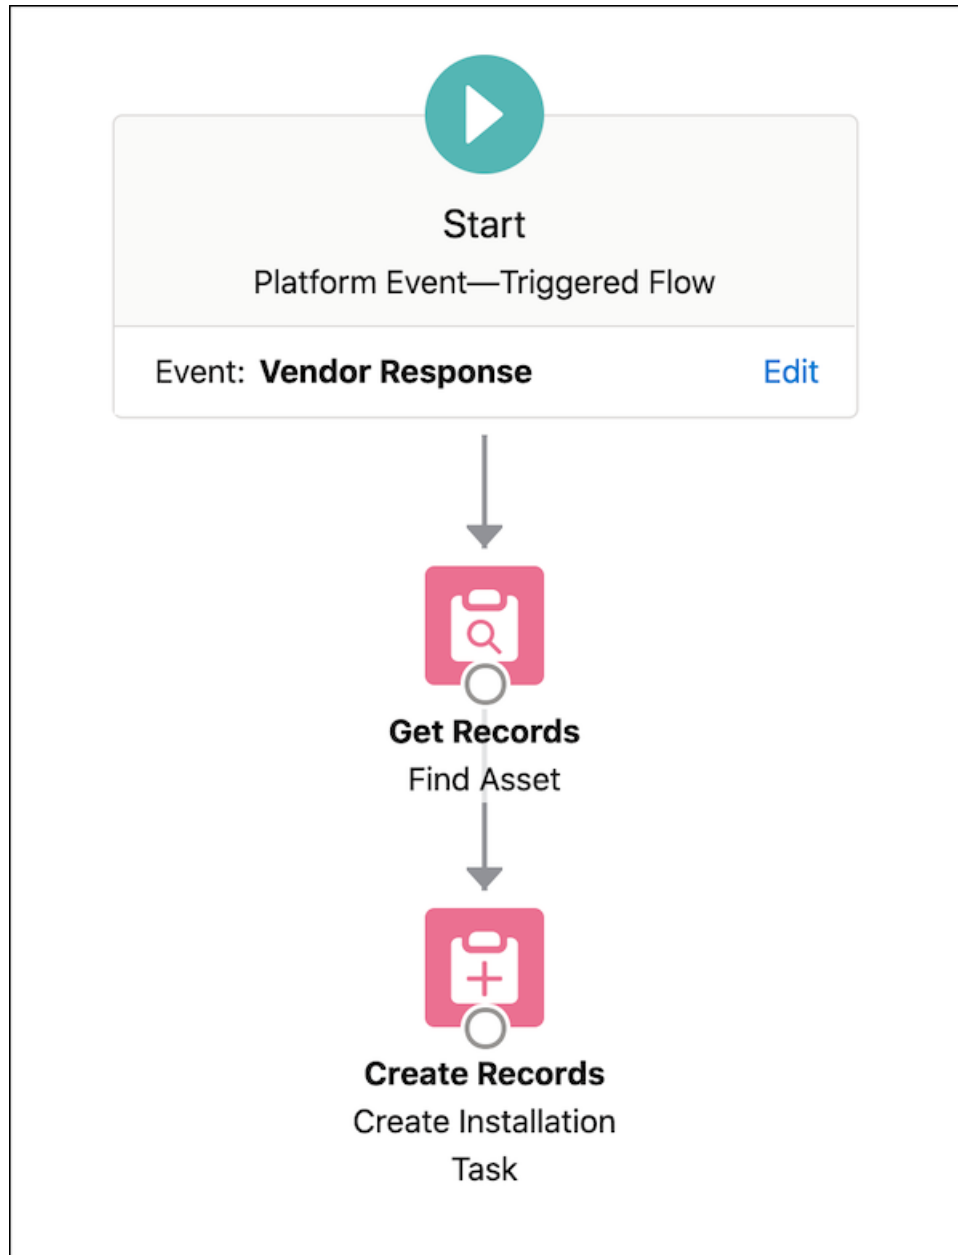 Start
Platform Event—Triggered Flow
Event: Vendor Response Edit
Get Records
Find Asset
Create Records
Create Installation
Task